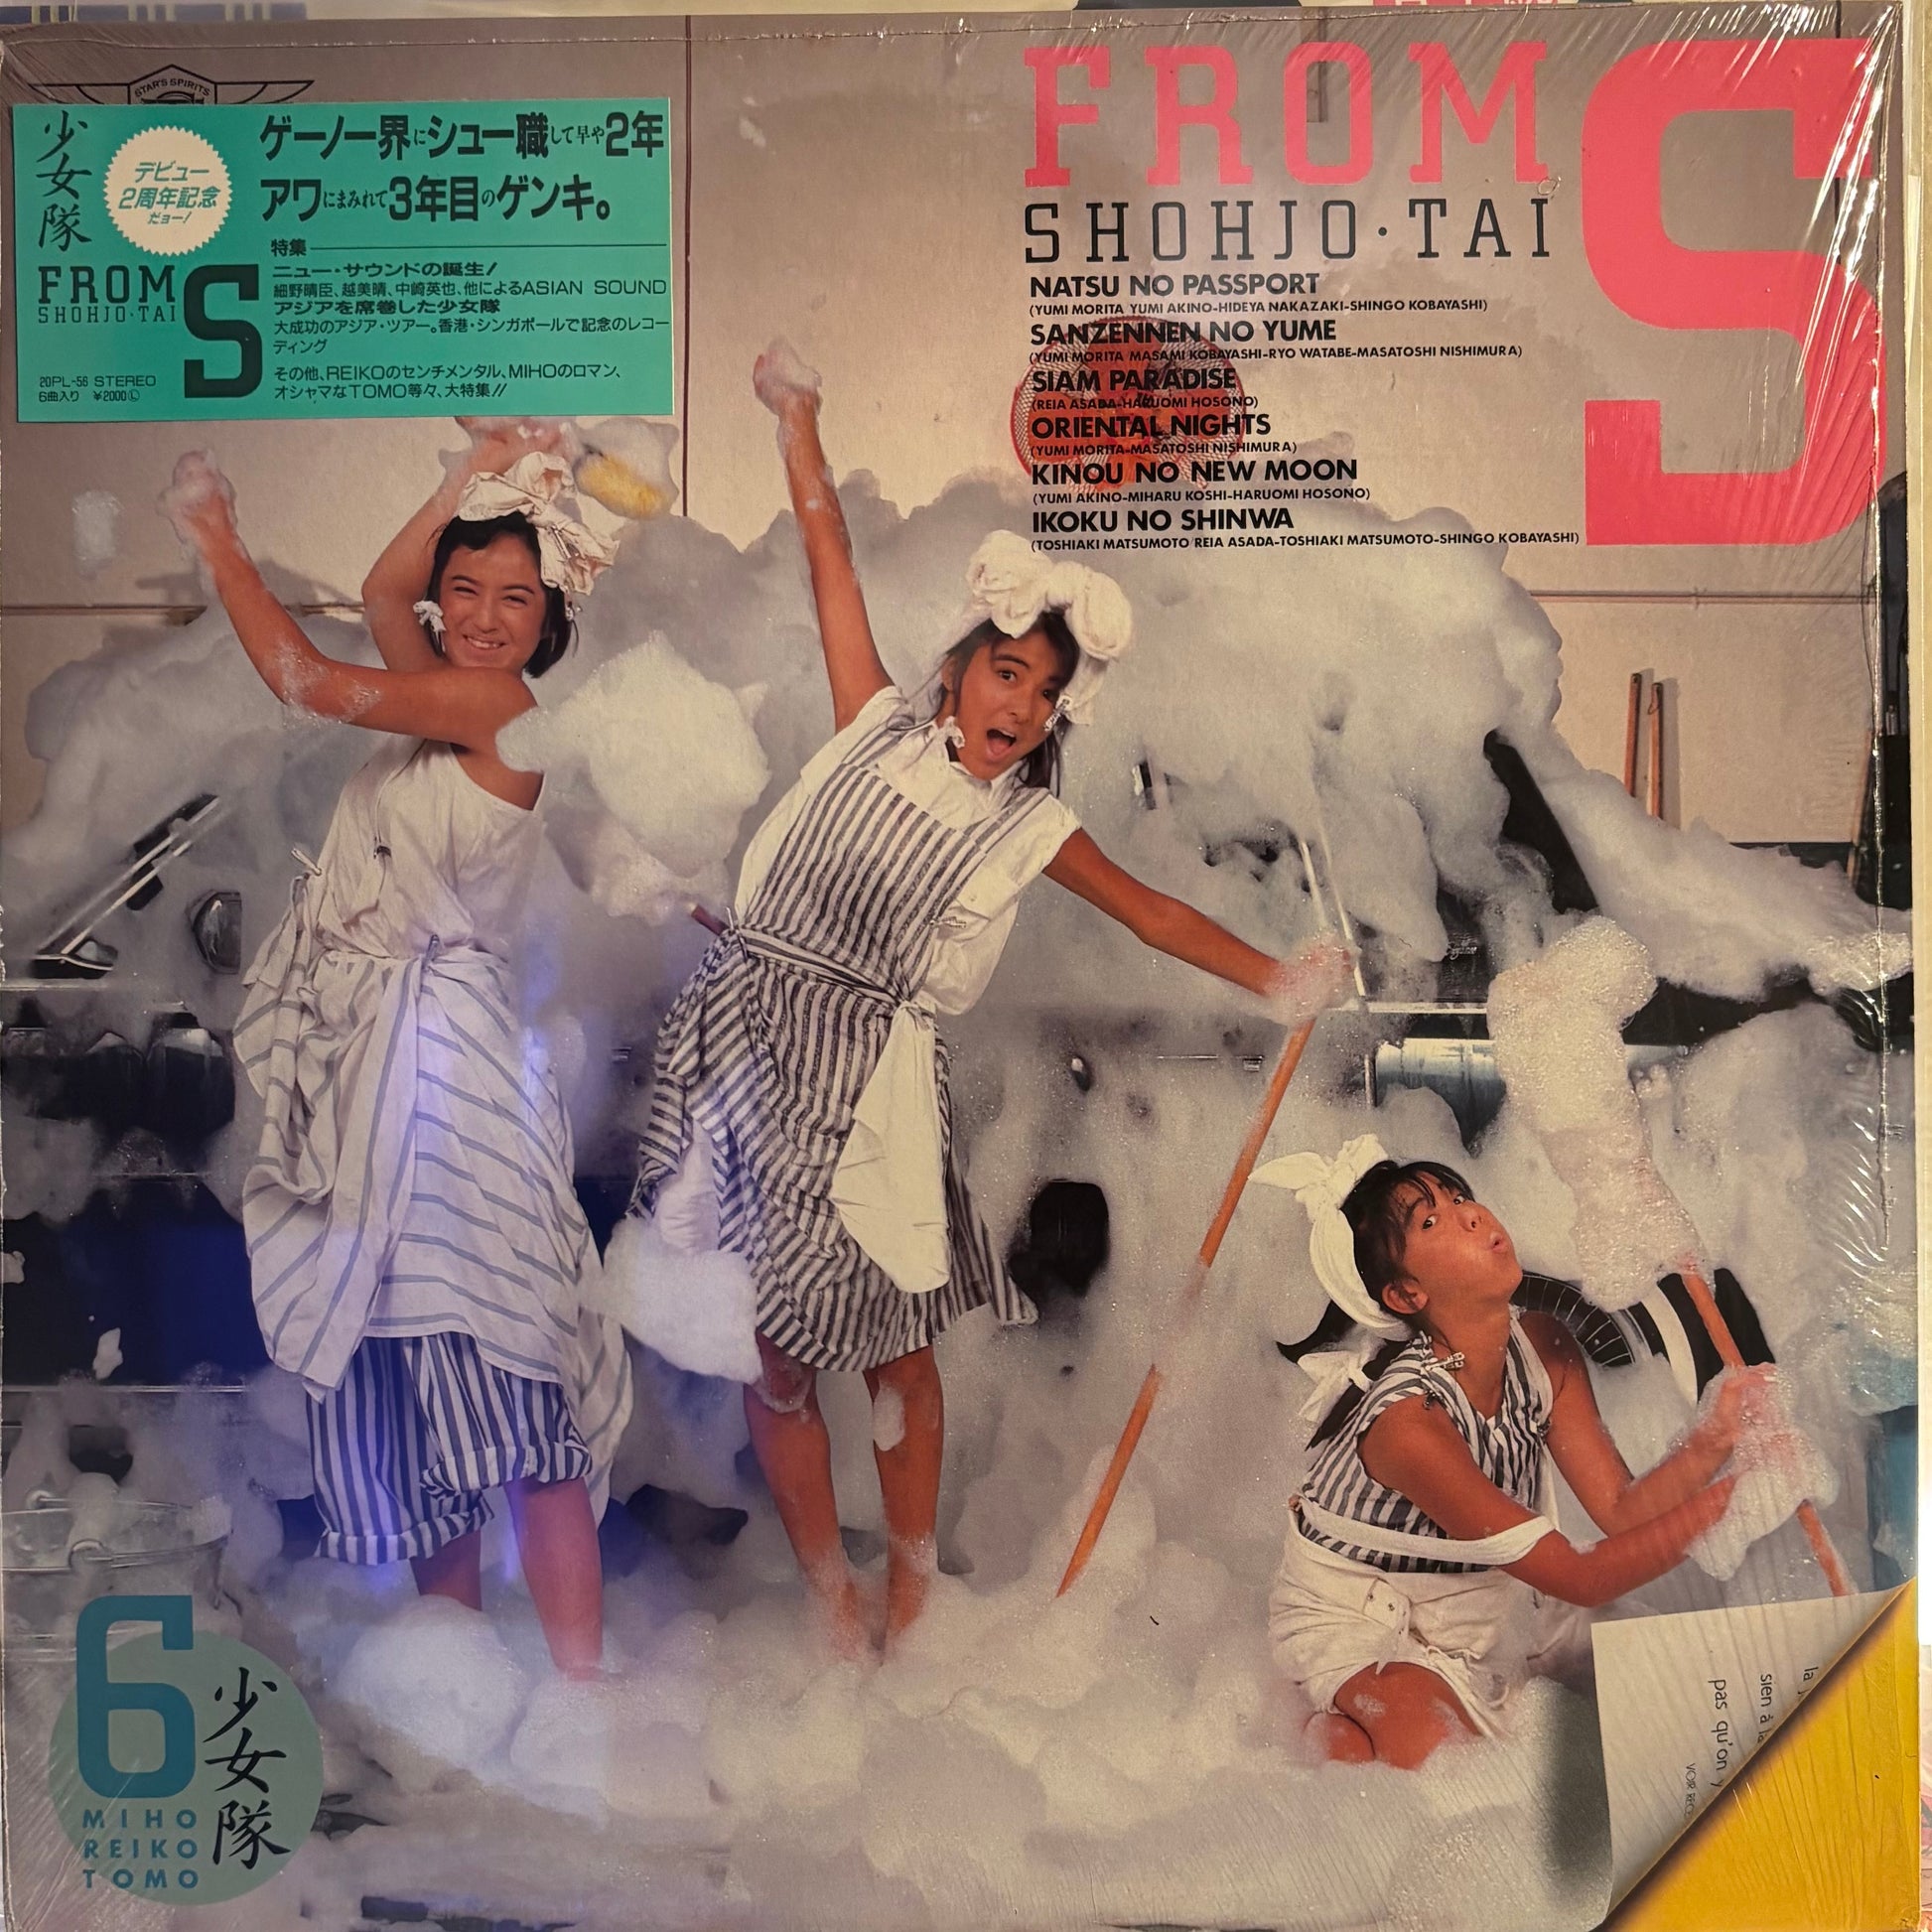 STAR'S SPIRITS
少女隊
デビュー
2周年記念
だョー!
ゲーノー界にシュー職して早や2年
アワにまみれて3年目のゲンキ。
特集
ニュー・サウンドの誕生!
細野晴臣、越美晴、中崎英也、他によるASIAN SOUND
アジアを席巻した少女隊
大成功のアジア・ツアー。香港・シンガポールで記念のレコー
ディング
その他、REIKOのセンチメンタル、MIHOのロマン、
オシャマなTOMO等々、大特集!!
FROM S
SHOHJO・TAI
20PL-56 STEREO
6曲入り ¥2000Ⓛ
FROM S
SHOHJO・TAI
NATSU NO PASSPORT
(YUMI MORITA YUMI AKINO-HIDEYA NAKAZAKI-SHINGO KOBAYASHI)
SANZENNEN NO YUME
(YUMI MORITA MASAMI KOBAYASHI-RYO WATABE-MASATOSHI NISHIMURA)
SIAM PARADISE
(REIA ASADA-HARUOMI HOSONO)
ORIENTAL NIGHTS
(YUMI MORITA-MASATOSHI NISHIMURA)
KINOU NO NEW MOON
(YUMI AKINO-MIHARU KOSHI-HARUOMI HOSONO)
IKOKU NO SHINWA
(TOSHIAKI MATSUMOTO REIA ASADA-TOSHIAKI MATSUMOTO-SHINGO KOBAYASHI)
6
少女隊
MIHO
REIKO
TOMO
la
sien à la
pas qu'on y
VOIR